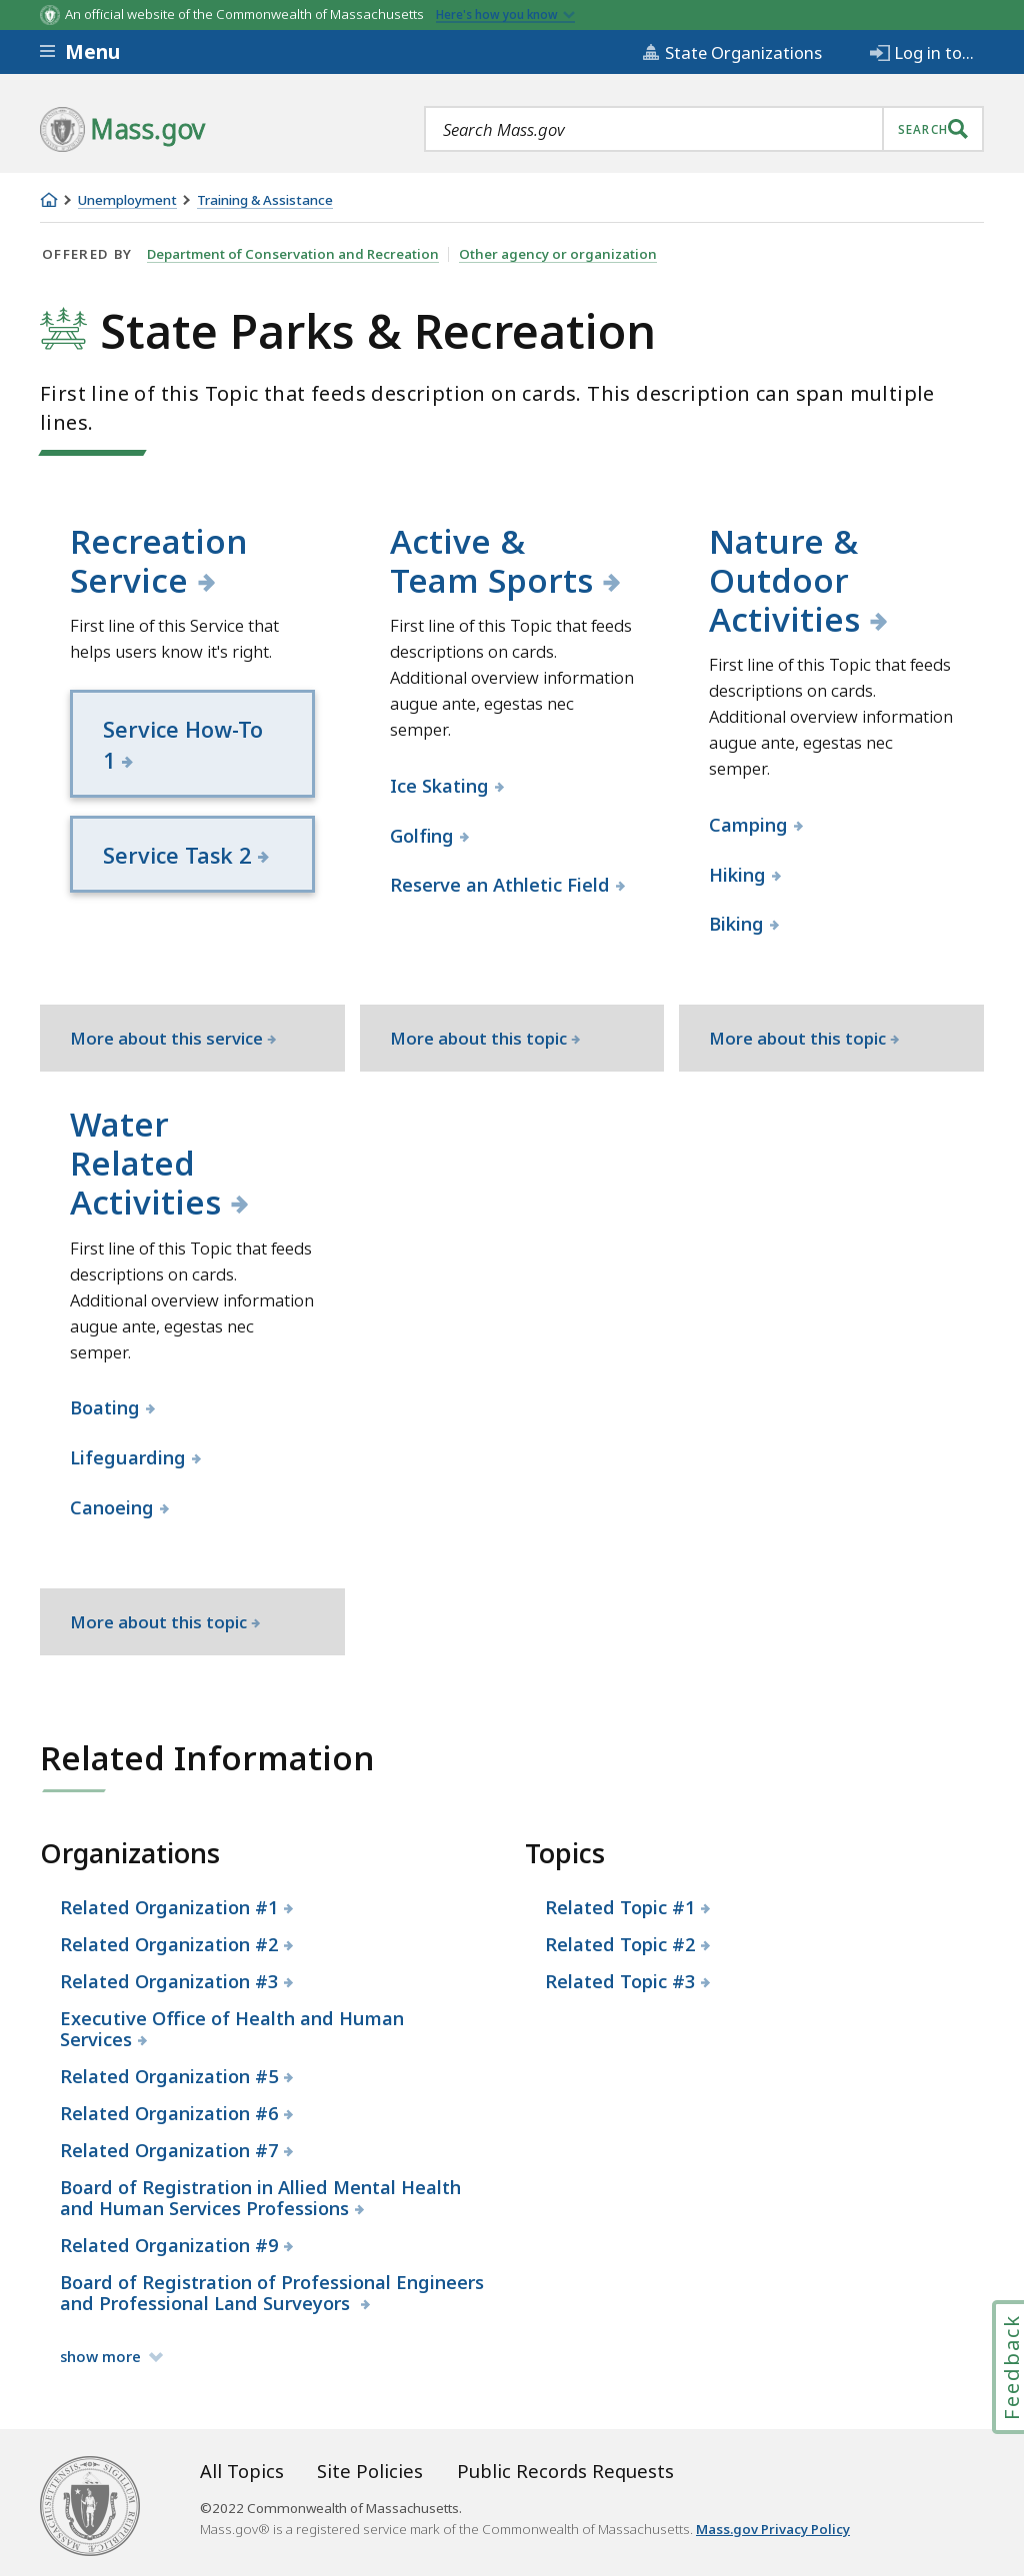 An official website of the Commonwealth of Massachusetts Here's how you know
Menu State Organizations Log in to...
Mass.gov Search Mass.gov SEARCH
Unemployment Training & Assistance
OFFERED BY Department of Conservation and Recreation Other agency or organization
State Parks & Recreation
First line of this Topic that feeds description on cards. This description can span multiple
lines.
Recreation
Service
First line of this Service that
helps users know it's right.
Service How-To
1
Service Task 2
Active &
Team Sports
First line of this Topic that feeds
descriptions on cards.
Additional overview information
augue ante, egestas nec
semper.
Ice Skating
Golfing
Reserve an Athletic Field
Nature &
Outdoor
Activities
First line of this Topic that feeds
descriptions on cards.
Additional overview information
augue ante, egestas nec
semper.
Camping
Hiking
Biking
More about this service
More about this topic
More about this topic
Water
Related
Activities
First line of this Topic that feeds
descriptions on cards.
Additional overview information
augue ante, egestas nec
semper.
Boating
Lifeguarding
Canoeing
More about this topic
Related Information
Organizations
Related Organization #1
Related Organization #2
Related Organization #3
Executive Office of Health and Human
Services
Related Organization #5
Related Organization #6
Related Organization #7
Board of Registration in Allied Mental Health
and Human Services Professions
Related Organization #9
Board of Registration of Professional Engineers
and Professional Land Surveyors
show more
Topics
Related Topic #1
Related Topic #2
Related Topic #3
Feedback
All Topics Site Policies Public Records Requests
©2022 Commonwealth of Massachusetts.
Mass.gov® is a registered service mark of the Commonwealth of Massachusetts. Mass.gov Privacy Policy